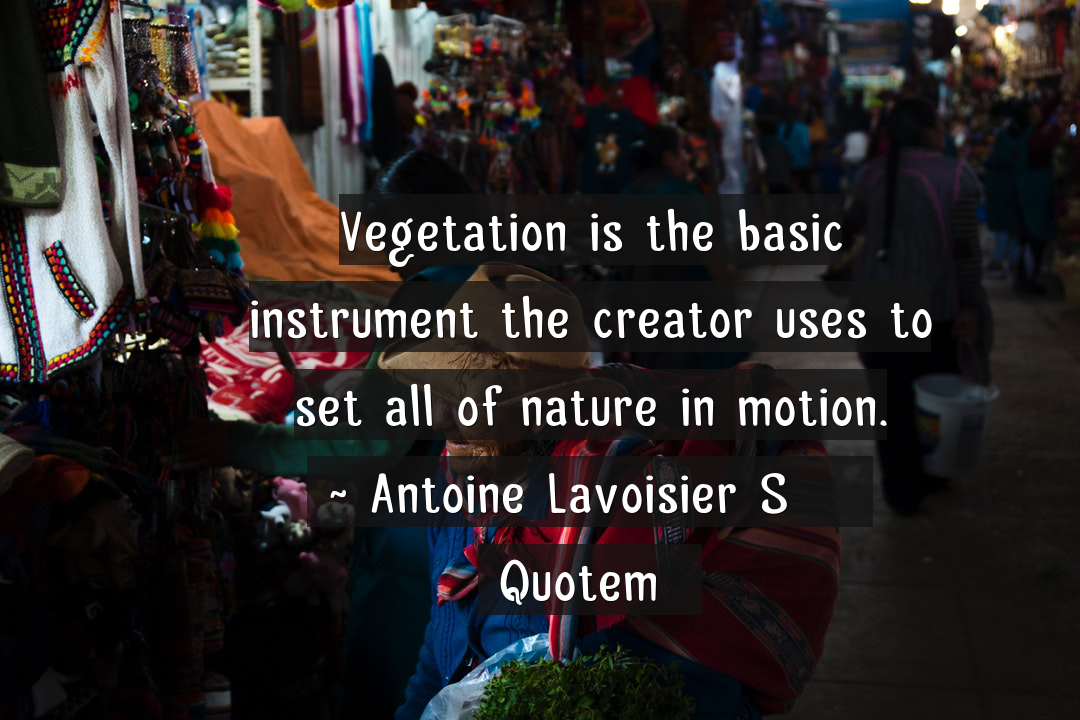 Vegetation is the basic
instrument the creator uses to
set all of nature in motion.
~ Antoine Lavoisier S
Quotem